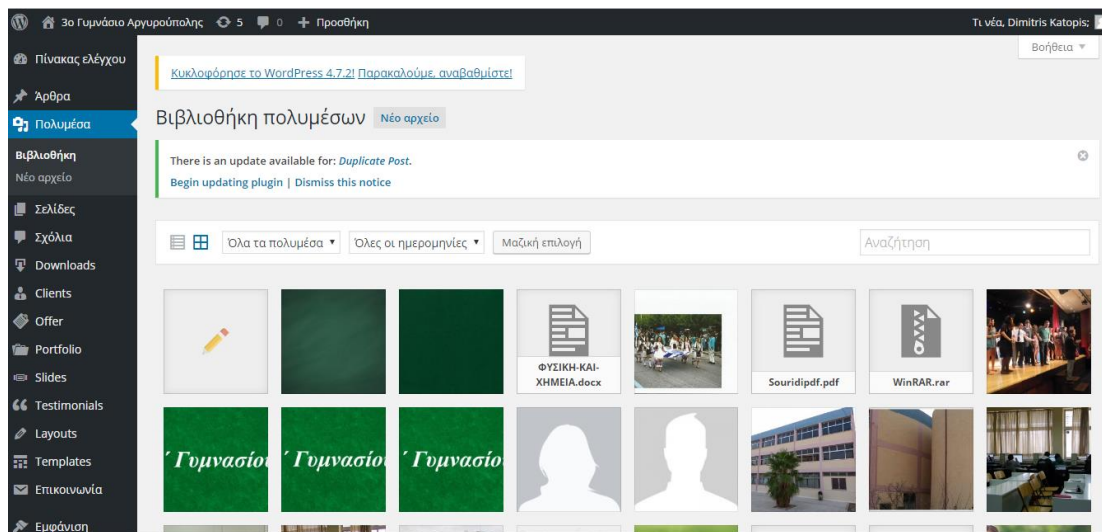 3ο Γυμνάσιο Αργυρούπολης 5 0 + Προσθήκη
Τι νέα, Dimitris Katopis;
Βοήθεια
Πίνακας ελέγχου
Άρθρα
Πολυμέσα
Βιβλιοθήκη
Νέο αρχείο
Σελίδες
Σχόλια
Downloads
Clients
Offer
Portfolio
Slides
Testimonials
Layouts
Templates
Επικοινωνία
Εμφάνιση
Κυκλοφόρησε το WordPress 4.7.2! Παρακαλούμε, αναβαθμίστε!
Βιβλιοθήκη πολυμέσων Νέο αρχείο
There is an update available for: Duplicate Post.
Begin updating plugin | Dismiss this notice
Όλα τα πολυμέσα Όλες οι ημερομηνίες Μαζική επιλογή Αναζήτηση
ΦΥΣΙΚΗ-ΚΑΙ-
ΧΗΜΕΙΑ.docx
Souridipdf.pdf
WinRAR.rar
΄ Γυμνασίου
΄ Γυμνασίο
΄ Γυμνασίο